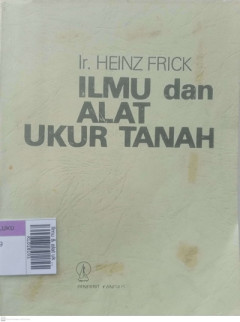 Ir. HEINZ FRICK
ILMU dan
ALAT
UKUR TANAH